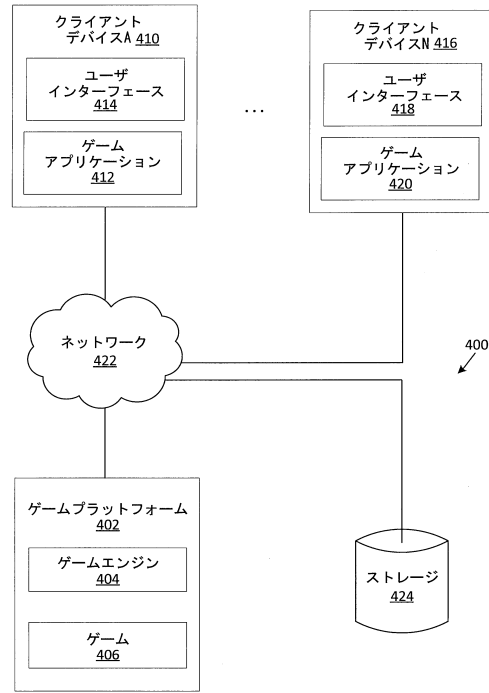 クライアント
デバイスA 410
ユーザ
インターフェース
414
ゲーム
アプリケーション
412
...
クライアント
デバイスN 416
ユーザ
インターフェース
418
ゲーム
アプリケーション
420
ネットワーク
422
400
ゲームプラットフォーム
402
ゲームエンジン
404
ゲーム
406
ストレージ
424